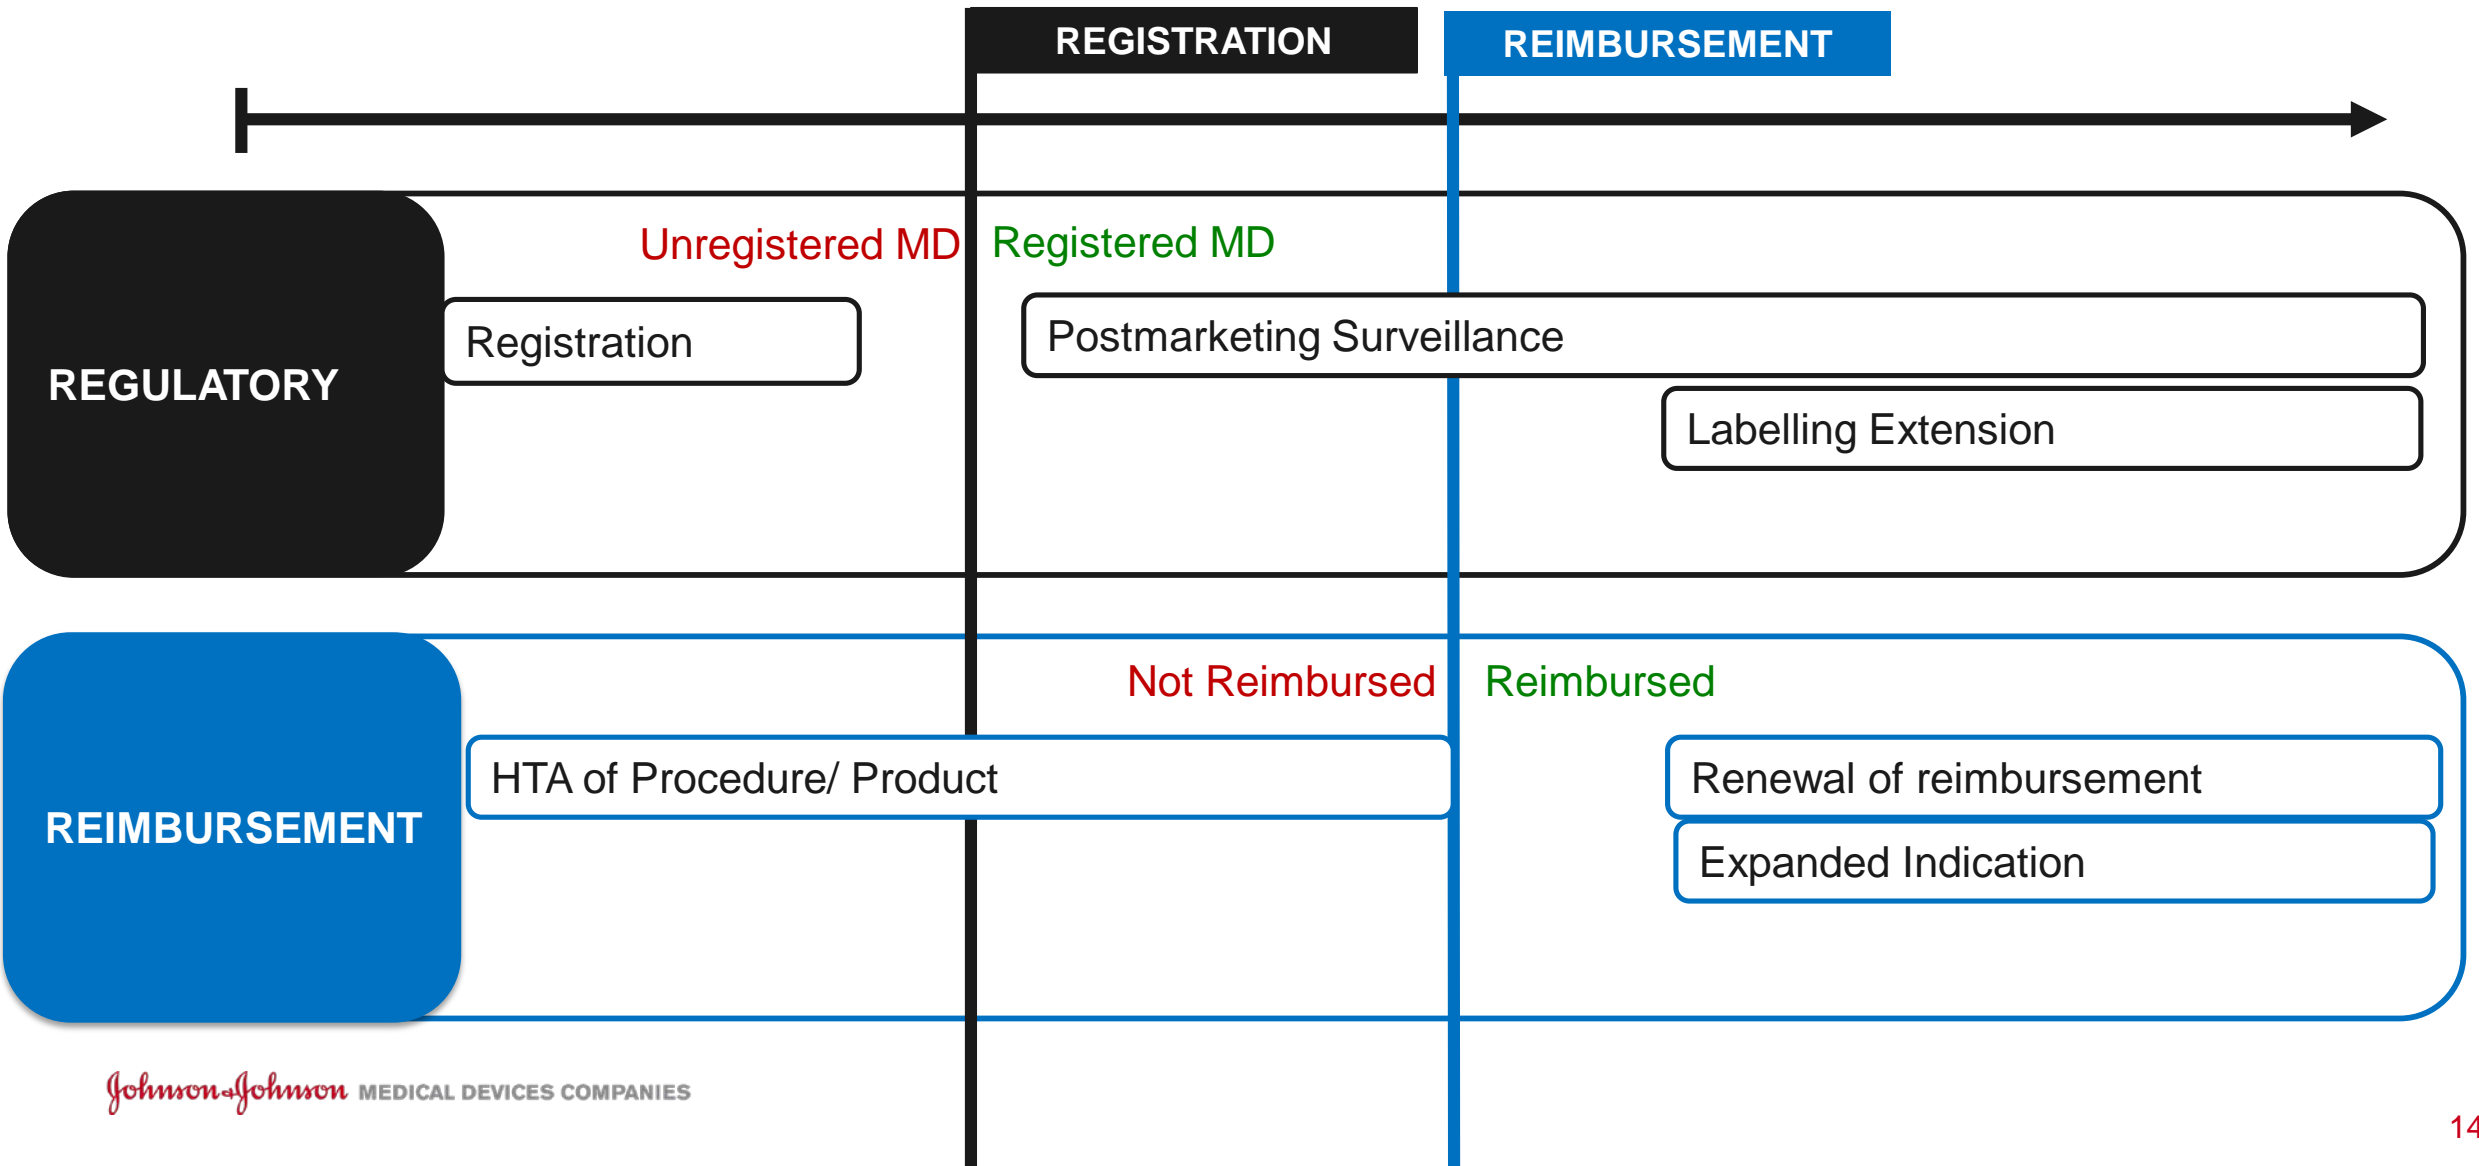 REGISTRATION
REIMBURSEMENT
Unregistered MD
Registered MD
Registration
Postmarketing Surveillance
REGULATORY
Labelling Extension
Not Reimbursed
Reimbursed
HTA of Procedure/ Product
Renewal of reimbursement
REIMBURSEMENT
Expanded Indication
Johnson & Johnson MEDICAL DEVICES COMPANIES
14